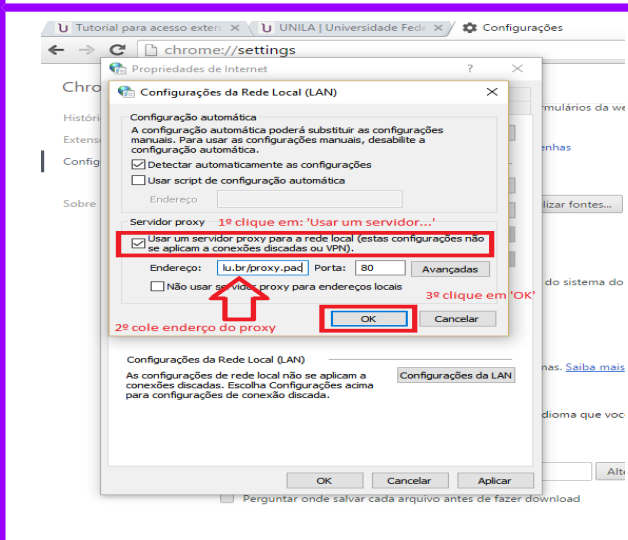 Tutorial para acesso extern
UNILA | Universidade Fede
Configurações
chrome://settings
Propriedades de Internet
Chro
Configurações da Rede Local (LAN)
Configuração automática
A configuração automática poderá substituir as configurações
manuais. Para usar as configurações manuais, desabilite a
configuração automática.
Detectar automaticamente as configurações
Usar script de configuração automática
Endereço
Servidor proxy
1º clique em: 'Usar um servidor...'
Usar um servidor proxy para a rede local (estas configurações não
se aplicam a conexões discadas ou VPN).
Endereço: lu.br/proxy.pad Porta: 80 Avançadas
Não usar servidor proxy para endereços locais
3º clique em 'OK'
2º cole enderço do proxy
OK Cancelar
Históri
Extens
Config
Sobre
rmulários da we
enhas
lizar fontes...
do sistema do
Configurações da Rede Local (LAN)
As configurações de rede local não se aplicam a
conexões discadas. Escolha Configurações acima
para configurações de conexão discada.
Configurações da LAN
nas. Saiba mais
dioma que voc
Alte
OK Cancelar Aplicar
Perguntar onde salvar cada arquivo antes de fazer download